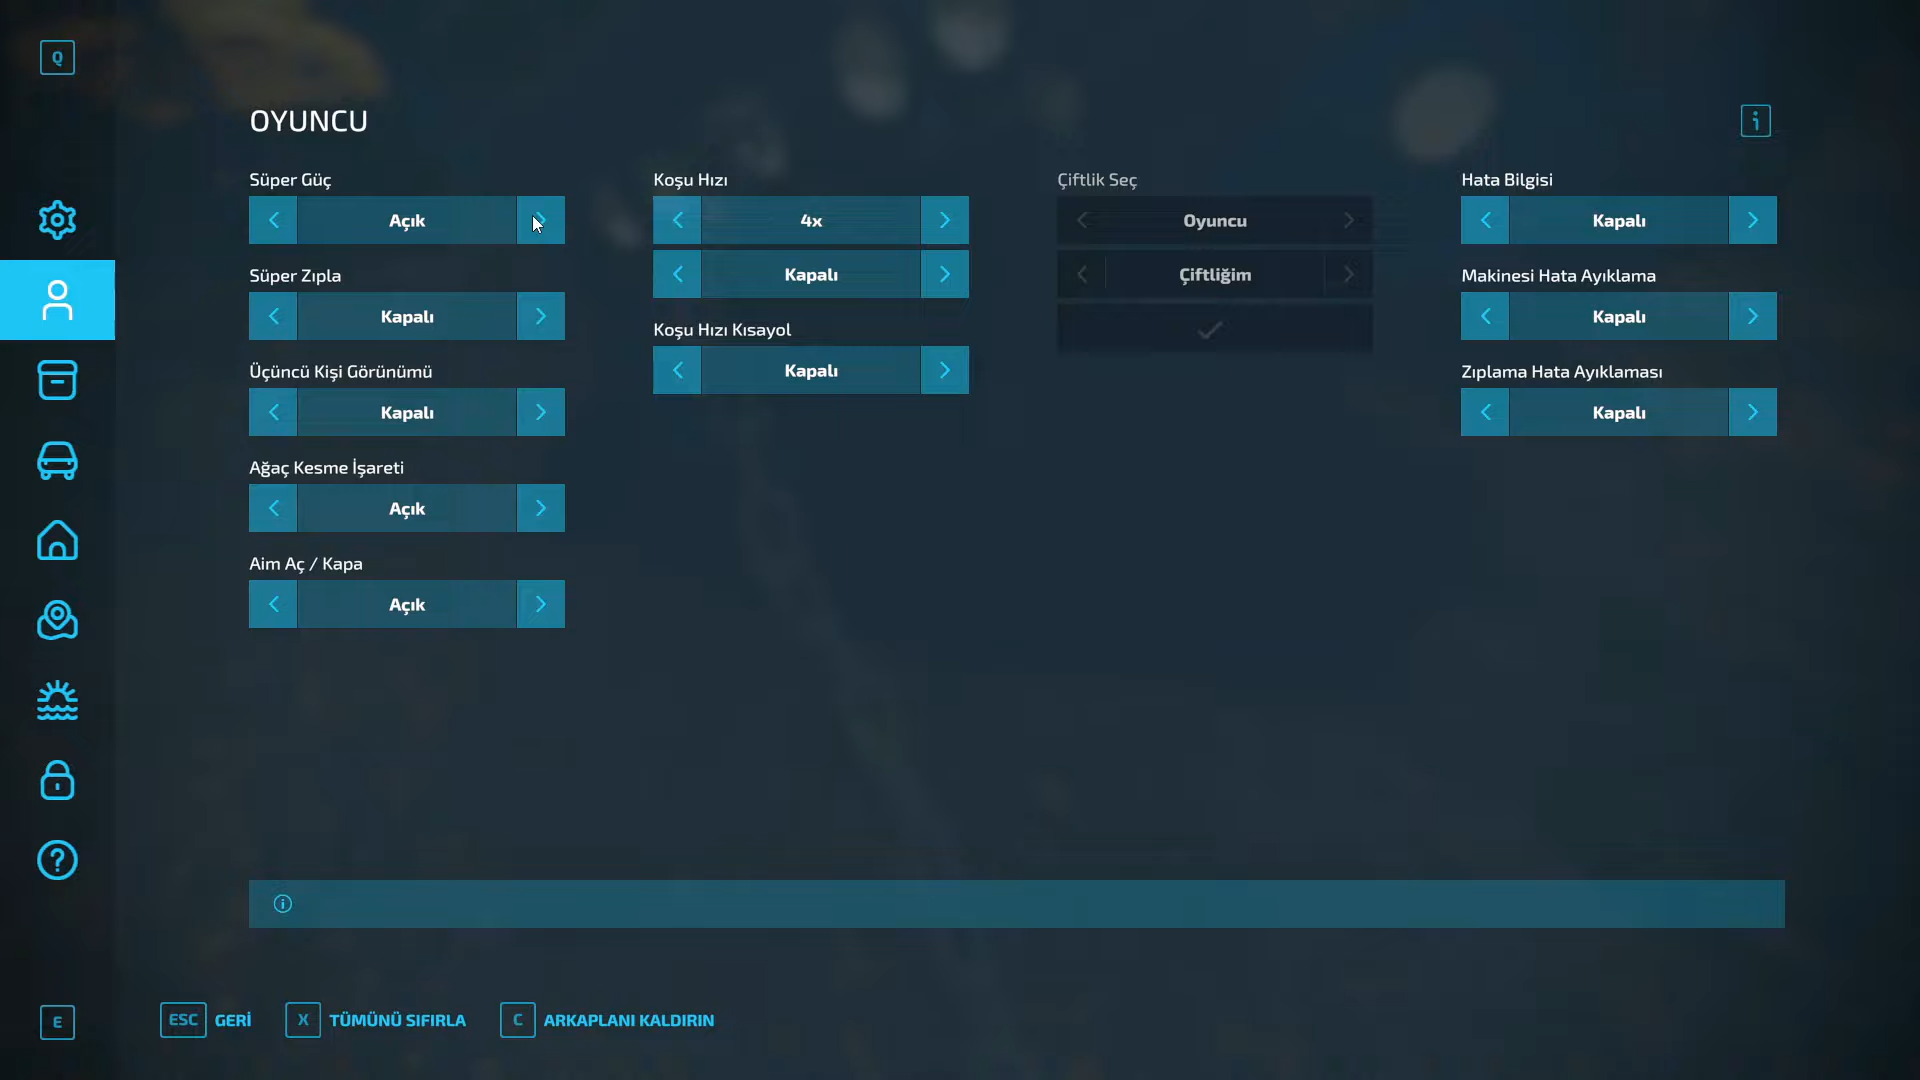 Q
OYUNCU
Süper Güç
Açık
Süper Zıpla
Kapalı
Üçüncü Kişi Görünümü
Kapalı
Ağaç Kesme İşareti
Açık
Aim Aç / Kapa
Açık
Koşu Hızı
4x
Kapalı
Koşu Hızı Kısayol
Kapalı
Çiftlik Seç
Oyuncu
Çiftliğim
Hata Bilgisi
Kapalı
Makinesi Hata Ayıklama
Kapalı
Zıplama Hata Ayıklaması
Kapalı
E
ESC GERİ X TÜMÜNÜ SIFIRLA C ARKAPLANI KALDIRIN